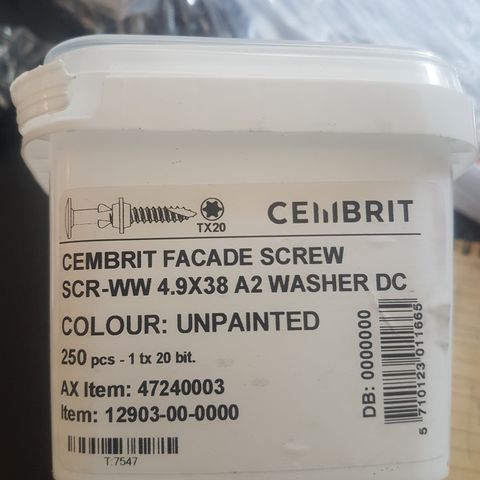 TX20
CEMBRIT
CEMBRIT FACADE SCREW
SCR-WW 4.9X38 A2 WASHER DC
COLOUR: UNPAINTED
250 pcs - 1 tx 20 bit.
AX Item: 47240003
Item: 12903-00-0000
T:7547
DB: 0000000
5 710123 011665